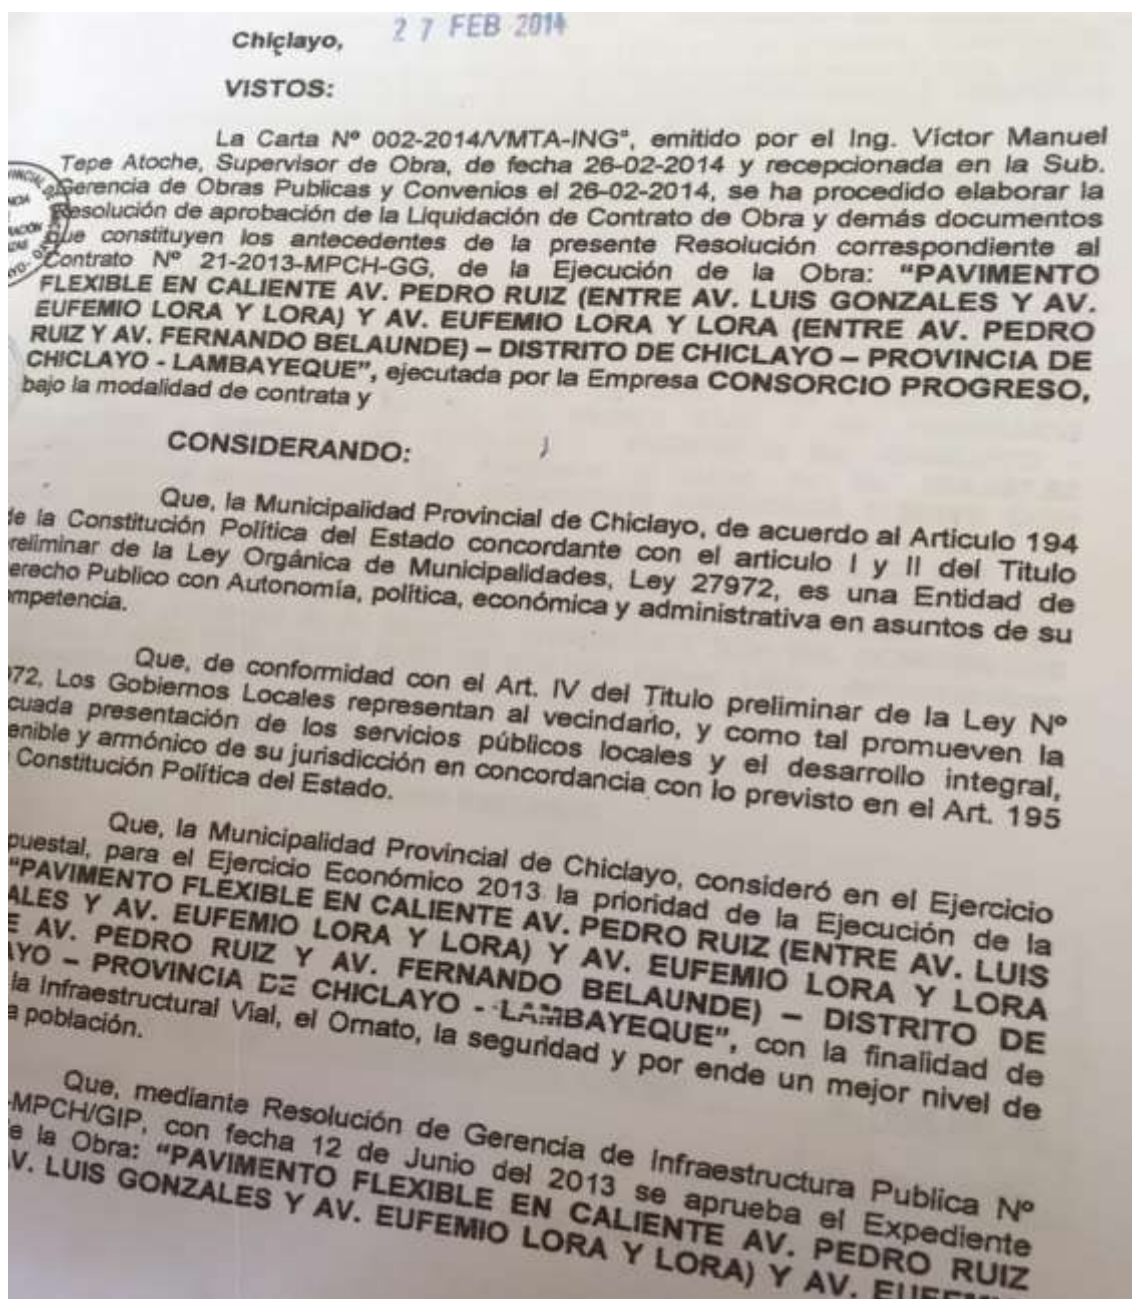 Chiclayo, 27 FEB 2014
VISTOS:
La Carta Nº 002-2014/VMTA-ING", emitido por el Ing. Víctor Manuel
Tepe Atoche, Supervisor de Obra, de fecha 26-02-2014 y recepcionada en la Sub.
Gerencia de Obras Publicas y Convenios el 26-02-2014, se ha procedido elaborar la
Resolución de aprobación de la Liquidación de Contrato de Obra y demás documentos
que constituyen los antecedentes de la presente Resolución correspondiente al
Contrato Nº 21-2013-MPCH-GG, de la Ejecución de la Obra: "PAVIMENTO
FLEXIBLE EN CALIENTE AV. PEDRO RUIZ (ENTRE AV. LUIS GONZALES Y AV.
EUFEMIO LORA Y LORA) Y AV. EUFEMIO LORA Y LORA (ENTRE AV. PEDRO
RUIZ Y AV. FERNANDO BELAUNDE) – DISTRITO DE CHICLAYO – PROVINCIA DE
CHICLAYO - LAMBAYEQUE", ejecutada por la Empresa CONSORCIO PROGRESO,
bajo la modalidad de contrata y
CONSIDERANDO:
Que, la Municipalidad Provincial de Chiclayo, de acuerdo al Articulo 194
de la Constitución Política del Estado concordante con el articulo I y II del Titulo
reliminar de la Ley Orgánica de Municipalidades, Ley 27972, es una Entidad de
erecho Publico con Autonomía, política, económica y administrativa en asuntos de su
mpetencia.
Que, de conformidad con el Art. IV del Titulo preliminar de la Ley Nº
972, Los Gobiernos Locales representan al vecindario, y como tal promueven la
cuada presentación de los servicios públicos locales y el desarrollo integral,
enible y armónico de su jurisdicción en concordancia con lo previsto en el Art. 195
Constitución Política del Estado.
Que, la Municipalidad Provincial de Chiclayo, consideró en el Ejercicio
puestal, para el Ejercicio Económico 2013 la prioridad de la Ejecución de la
"PAVIMENTO FLEXIBLE EN CALIENTE AV. PEDRO RUIZ (ENTRE AV. LUIS
ALES Y AV. EUFEMIO LORA Y LORA) Y AV. EUFEMIO LORA Y LORA
E AV. PEDRO RUIZ Y AV. FERNANDO BELAUNDE) – DISTRITO DE
AYO – PROVINCIA DE CHICLAYO - LAMBAYEQUE", con la finalidad de
la Infraestructural Vial, el Ornato, la seguridad y por ende un mejor nivel de
a población.
Que, mediante Resolución de Gerencia de Infraestructura Publica Nº
-MPCH/GIP, con fecha 12 de Junio del 2013 se aprueba el Expediente
e la Obra: "PAVIMENTO FLEXIBLE EN CALIENTE AV. PEDRO RUIZ
V. LUIS GONZALES Y AV. EUFEMIO LORA Y LORA) Y AV.